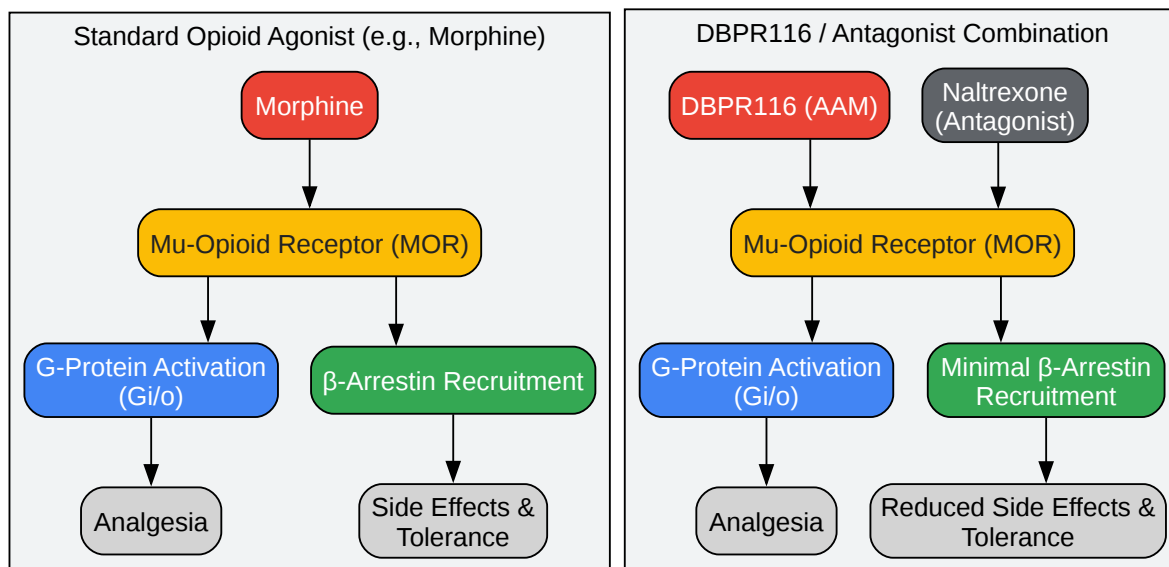 Standard Opioid Agonist (e.g., Morphine)
Morphine
Mu-Opioid Receptor (MOR)
G-Protein Activation
(Gi/o)
β-Arrestin Recruitment
Analgesia
Side Effects &
Tolerance
DBPR116 / Antagonist Combination
DBPR116 (AAM)
Naltrexone
(Antagonist)
Mu-Opioid Receptor (MOR)
G-Protein Activation
(Gi/o)
Minimal β-Arrestin
Recruitment
Analgesia
Reduced Side Effects &
Tolerance